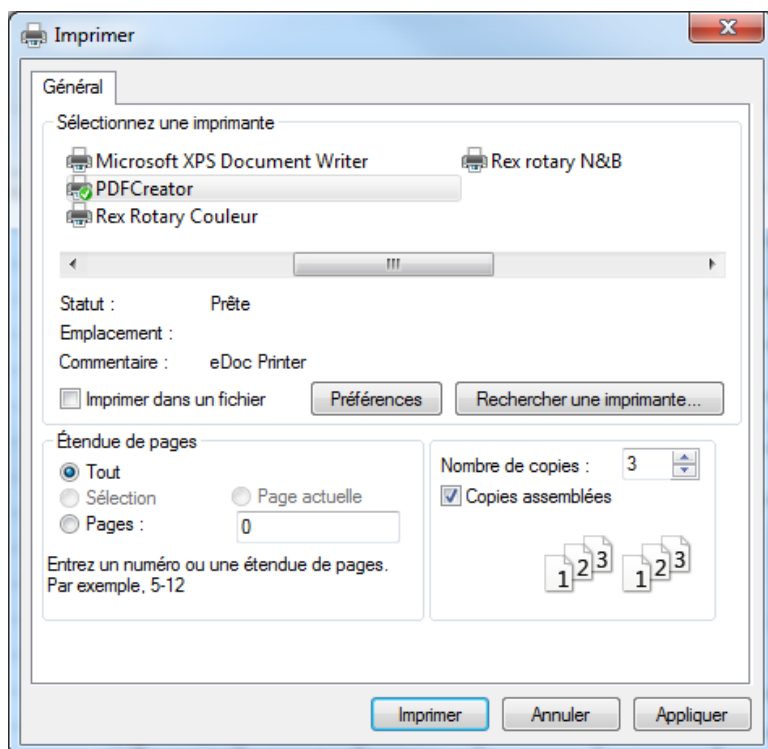 Imprimer
Général
Sélectionnez une imprimante
Microsoft XPS Document Writer
Rex rotary N&B
PDFCreator
Rex Rotary Couleur
Statut : Prête
Emplacement :
Commentaire : eDoc Printer
Imprimer dans un fichier
Préférences
Rechercher une imprimante...
Étendue de pages
Tout
Sélection
Page actuelle
Pages : 0
Entrez un numéro ou une étendue de pages.
Par exemple, 5-12
Nombre de copies : 3
Copies assemblées
1 2 3 1 2 3
Imprimer
Annuler
Appliquer